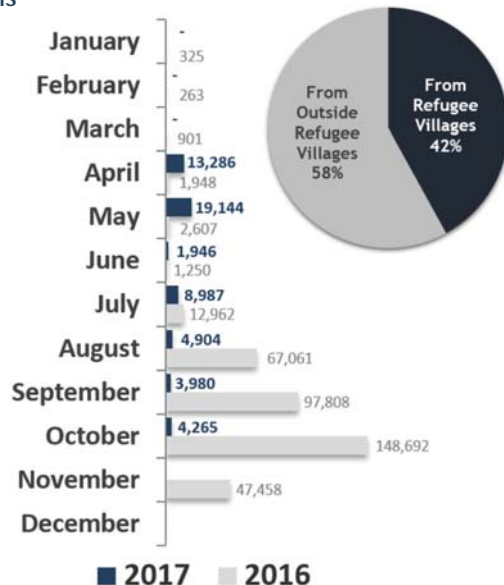 January
-
325
February
-
263
March
-
901
April
13,286
1,948
May
19,144
2,607
June
1,946
1,250
July
8,987
12,962
August
4,904
67,061
September
3,980
97,808
October
4,265
148,692
November
47,458
December
2017 2016
From
Outside
Refugee
Villages
58%
From
Refugee
Villages
42%